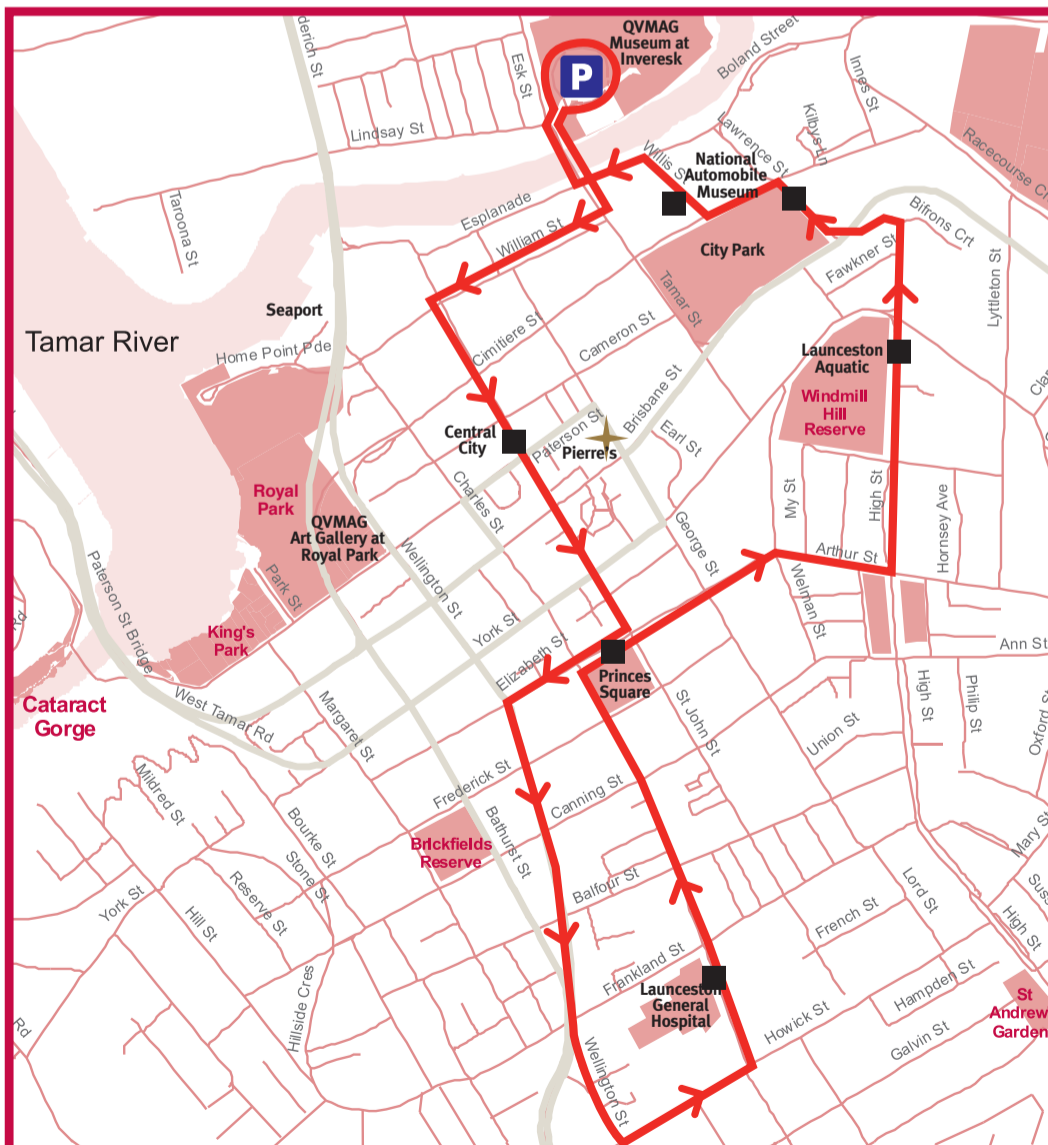 derich St
Esk St
QVMAG
Museum at
Inveresk
P
Boland Street
Innes St
Lindsay St
Kilbys Ln
Lawrence St
Racecourse Cr
Willis S
National
Automobile
Museum
Taroona St
Esplanade
William St
City Park
Bifrons Crt
Fawkner St
Lyttleton St
Tamar St
Seaport
Tamar River
Home Point Pde
Cimitiere St
Cameron St
Launceston
Aquatic
Cla
Windmill
Hill
Reserve
Brisbane St
Paterson St
Central
City
Pierre's
Earl St
Charles St
My St
High St
Hornsey Ave
Royal
Park
QVMAG
Art Gallery at
Royal Park
Wellington St
George St
Arthur St
Paterson St Bridge
Park St
Welman St
Rd
King's
Park
York St
Elizabeth St
Ann St
Princes
Square
Cataract
Gorge
West Tamar Rd
Margaret St
St John St
High St
Philip St
Oxford St
Union St
Mildred St
Frederick St
Canning St
Bathurst St
Bourke St
Brickfields
Reserve
Mary St
Stone St
Balfour St
Reserve St
York St
Hill St
Lord St
Sus
French St
High St
Frankland St
Hillside Cres
Launceston
General
Hospital
Hampden St
Howick St
St
Andrew
Garden
Galvin St
Rd
Wellington St